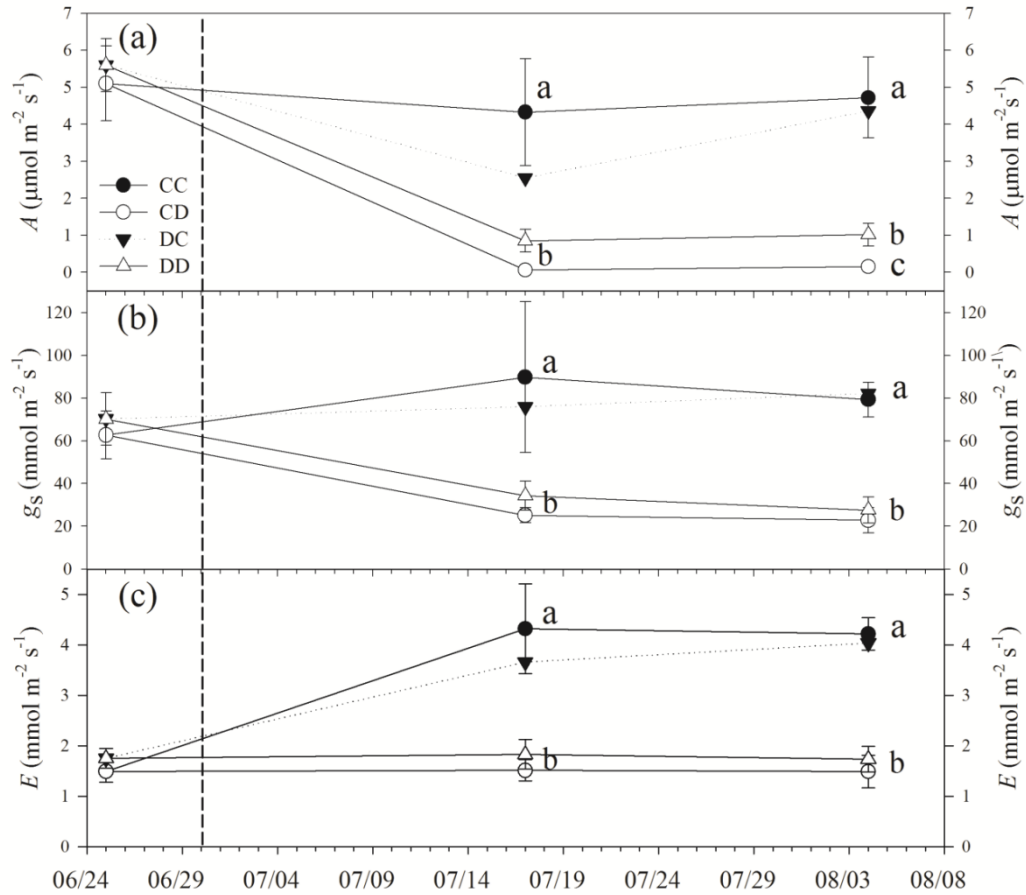 7 (a) 7
6 6
5 a a 5
4 4
3 3
2 2
1 b b 1
0 c 0
A (μmol m-2 s-1)
A (μmol m-2s-1)
CC
CD
DC
DD
120 (b) 120
100 a 100
80 a 80
60 60
40 b 40
20 b 20
0 0
gs (mmol m-2 s-1)
gs (mmol m-2 s-1\)
5 (c) a 5
4 a 4
3 3
2 b b 2
1 1
0 0
E (mmol m-2 s-1)
E (mmol m-2 s-1)
06/24 06/29 07/04 07/09 07/14 07/19 07/24 07/29 08/03 08/08